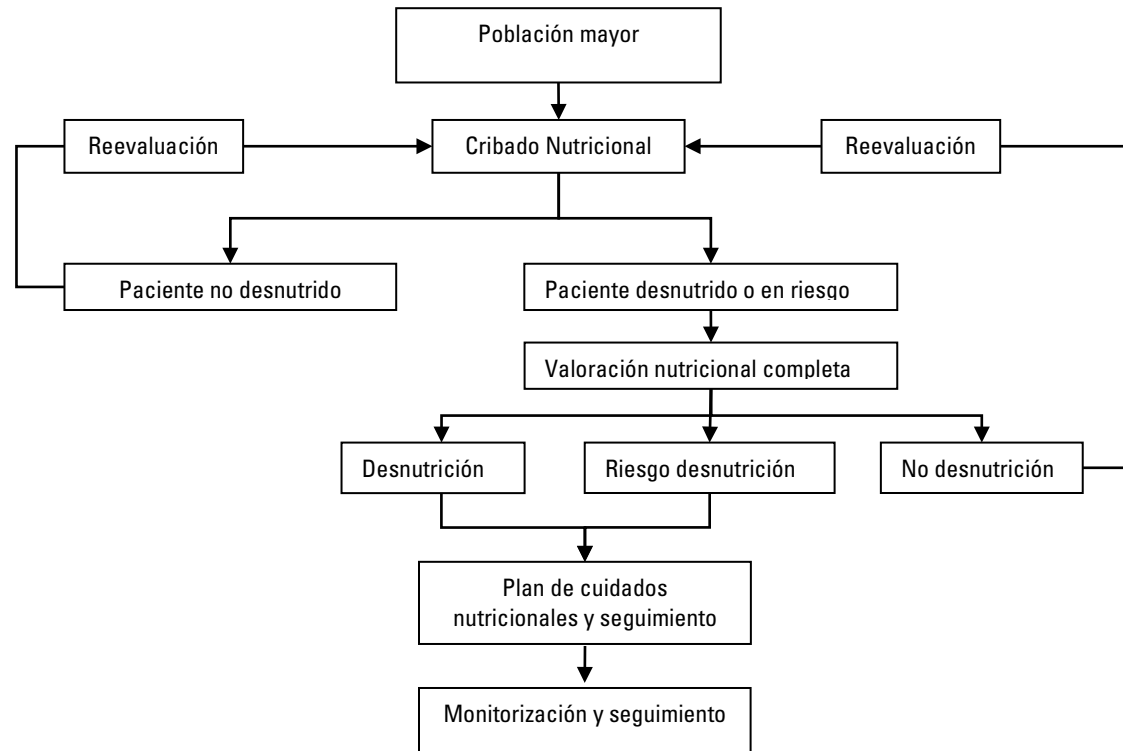 Población mayor
Reevaluación
Cribado Nutricional
Reevaluación
Paciente no desnutrido
Paciente desnutrido o en riesgo
Valoración nutricional completa
Desnutrición
Riesgo desnutrición
No desnutrición
Plan de cuidados
nutricionales y seguimiento
Monitorización y seguimiento